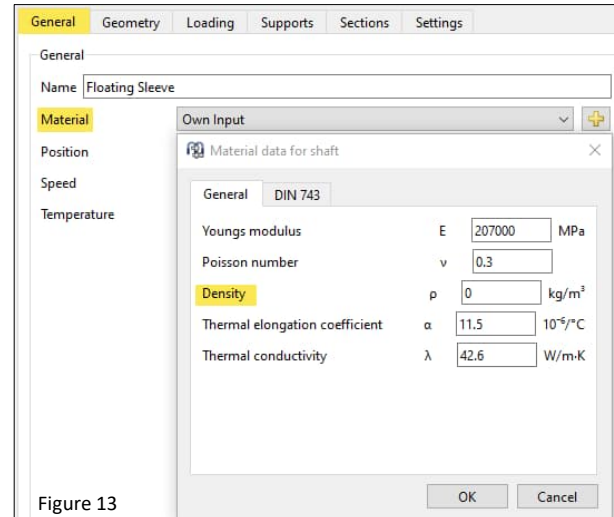 General Geometry Loading Supports Sections Settings
General
Name Floating Sleeve
Material Own Input
Position
Speed
Temperature
Material data for shaft
General DIN 743
Youngs modulus E 207000 MPa
Poisson number ν 0.3
Density ρ 0 kg/m³
Thermal elongation coefficient α 11.5 10⁻⁶/°C
Thermal conductivity λ 42.6 W/m·K
OK Cancel
Figure 13